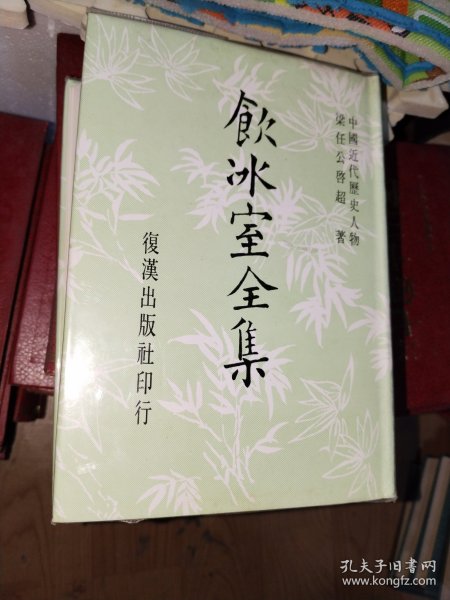 中國近代歷史人物
梁任公啓超 著
飲冰室全集
復漢出版社印行
孔夫子旧书网
www.kongfz.com